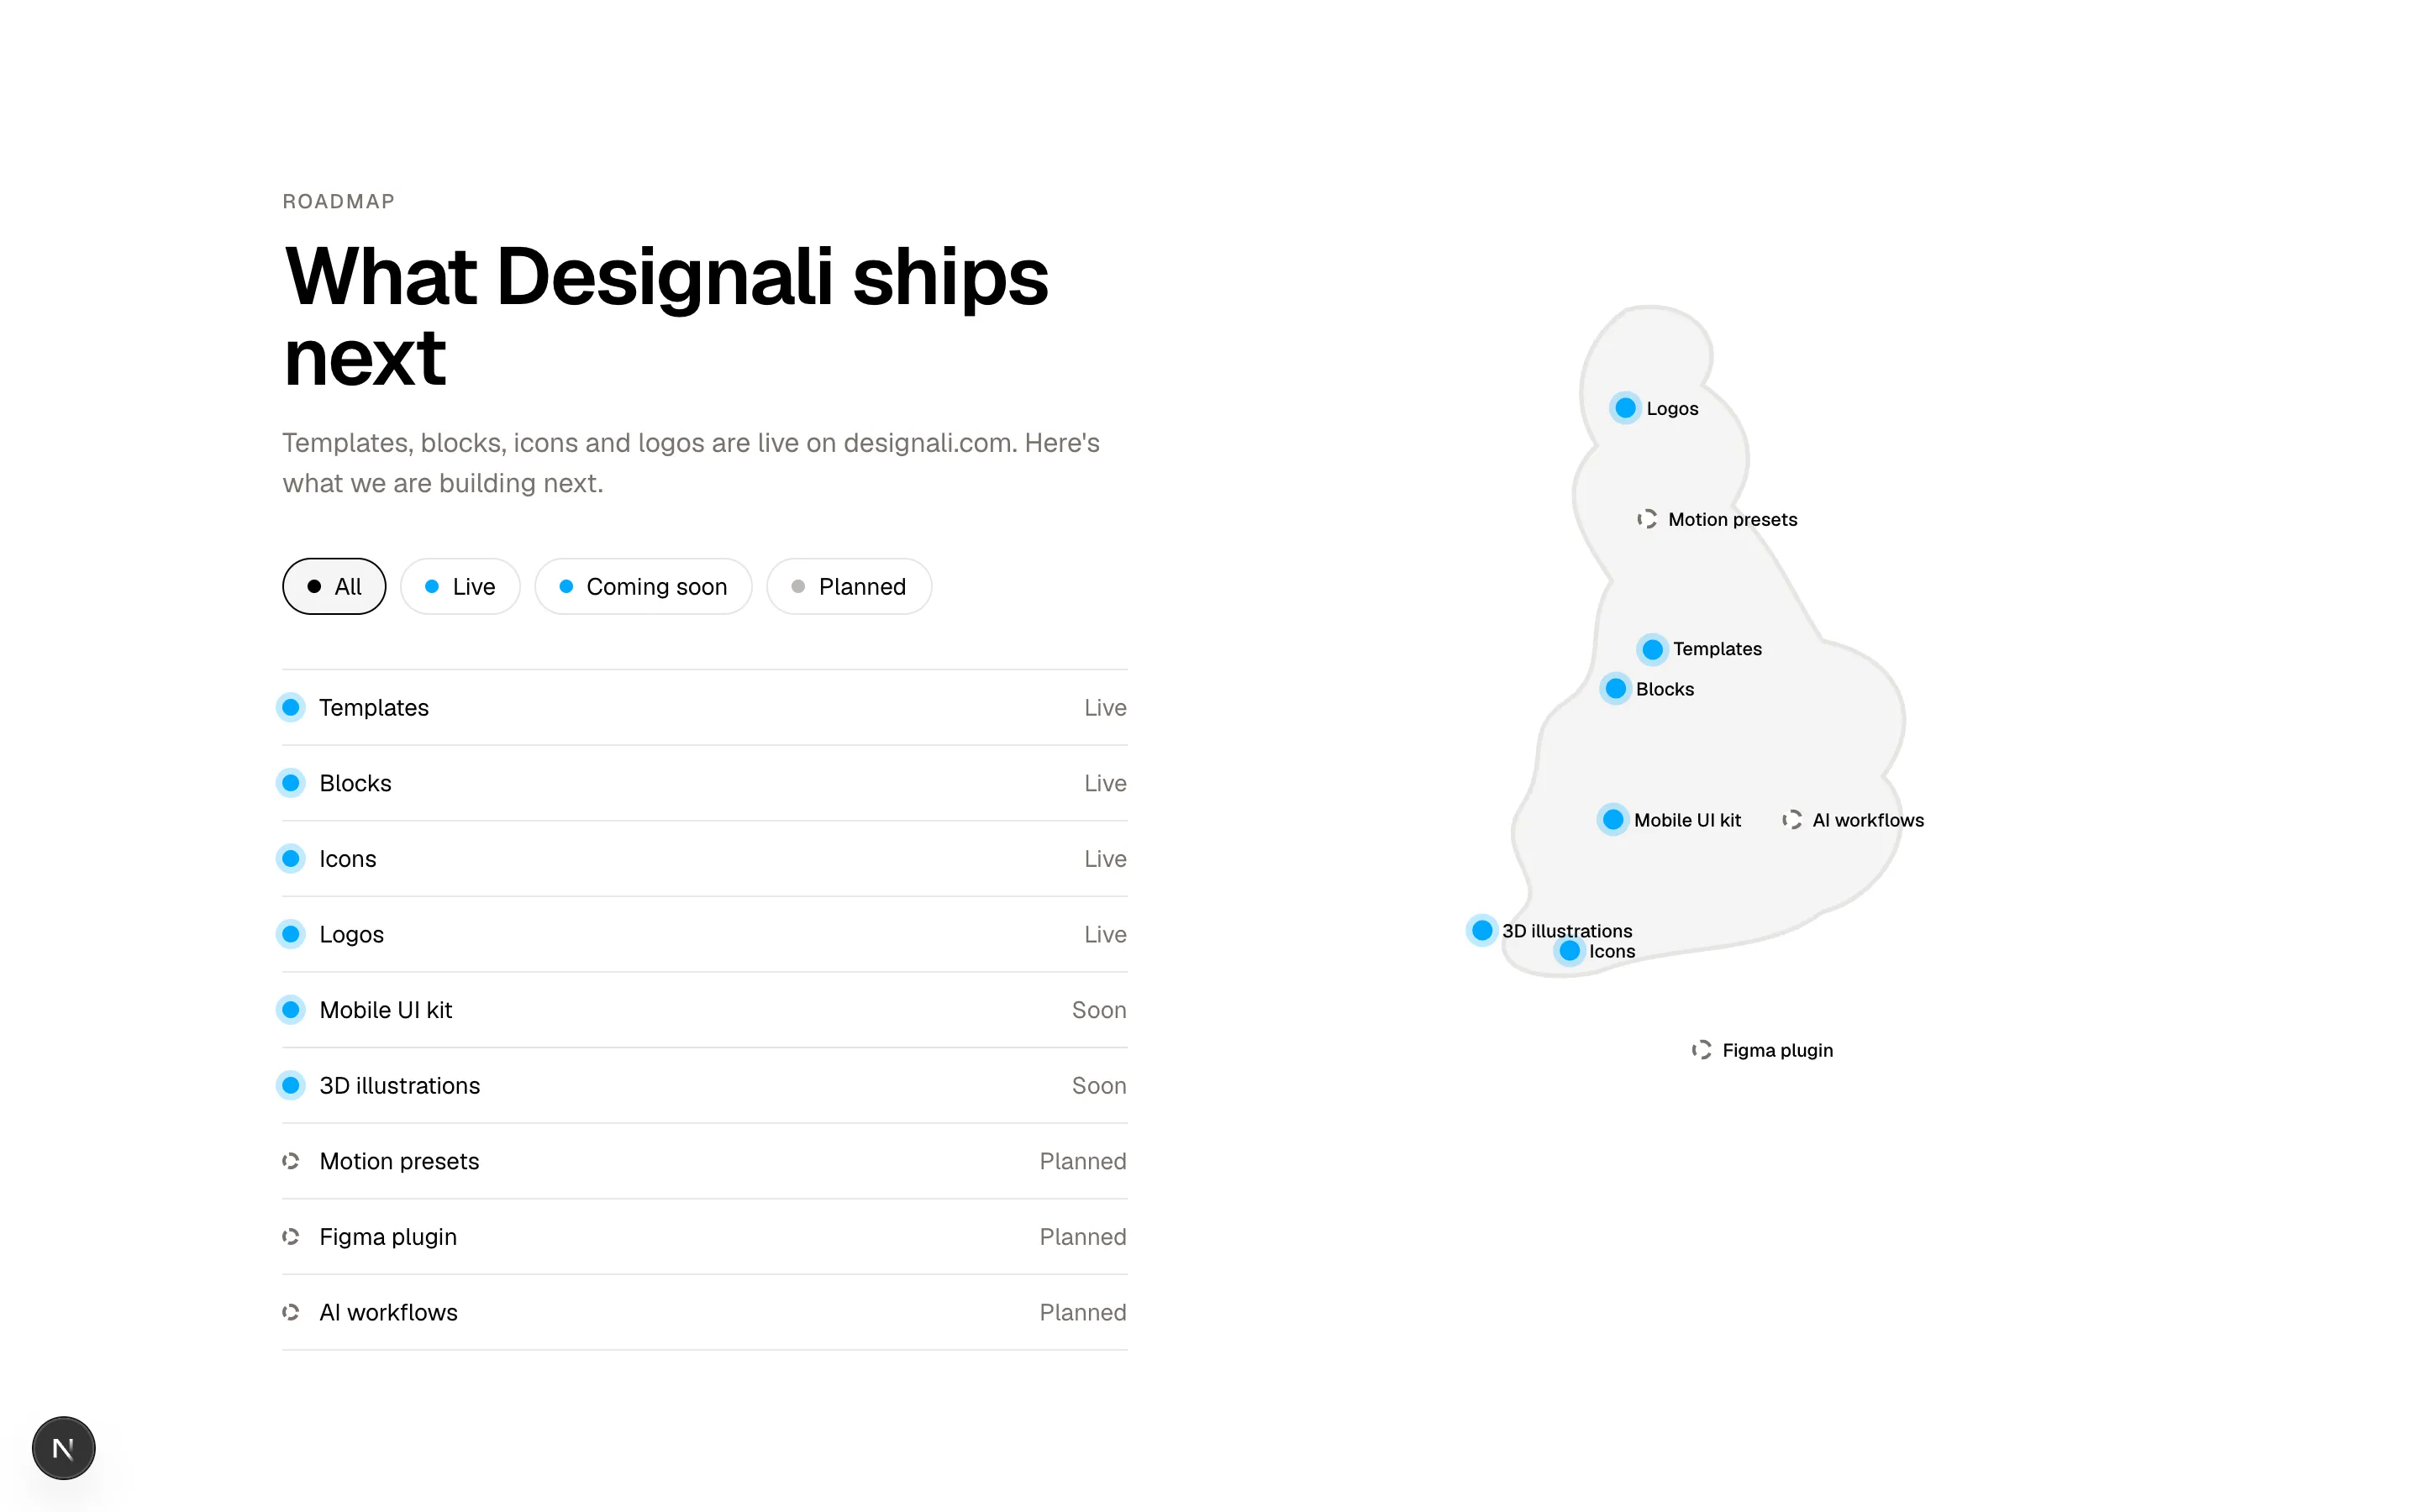 ROADMAP
What Designali ships
next
Templates, blocks, icons and logos are live on designali.com. Here's
what we are building next.
All
Live
Coming soon
Planned
Templates Live
Blocks Live
Icons Live
Logos Live
Mobile UI kit Soon
3D illustrations Soon
Motion presets Planned
Figma plugin Planned
AI workflows Planned
Logos
Motion presets
Templates
Blocks
Mobile UI kit
AI workflows
3D illustrations
Icons
Figma plugin
N